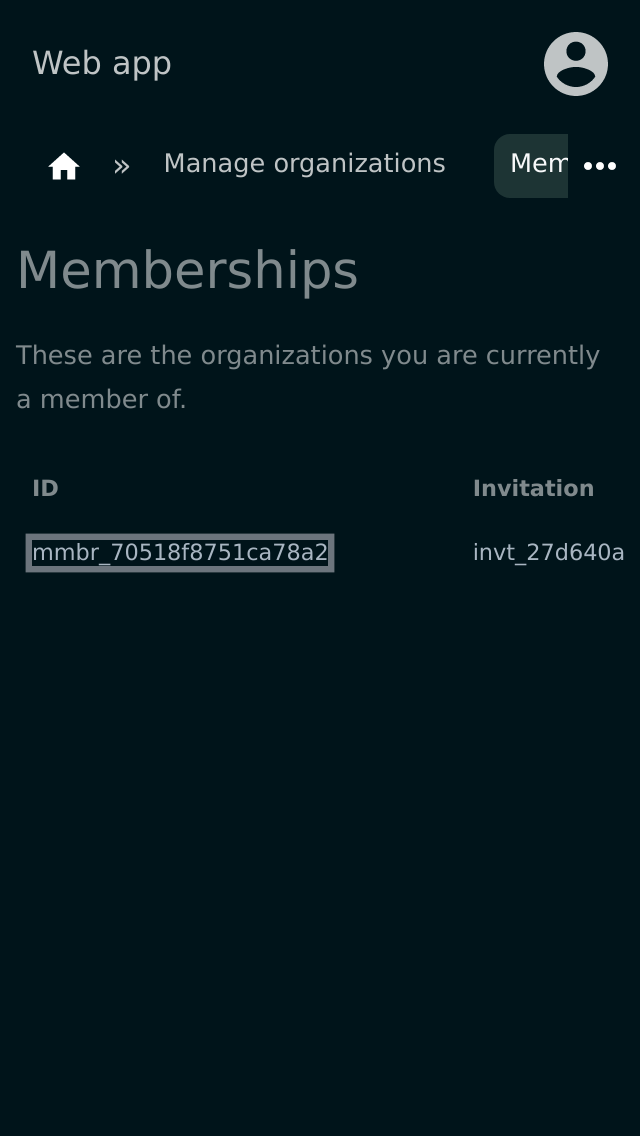 Web app
» Manage organizations Mem
Memberships
These are the organizations you are currently
a member of.
ID Invitation
mmbr_70518f8751ca78a2 invt_27d640a